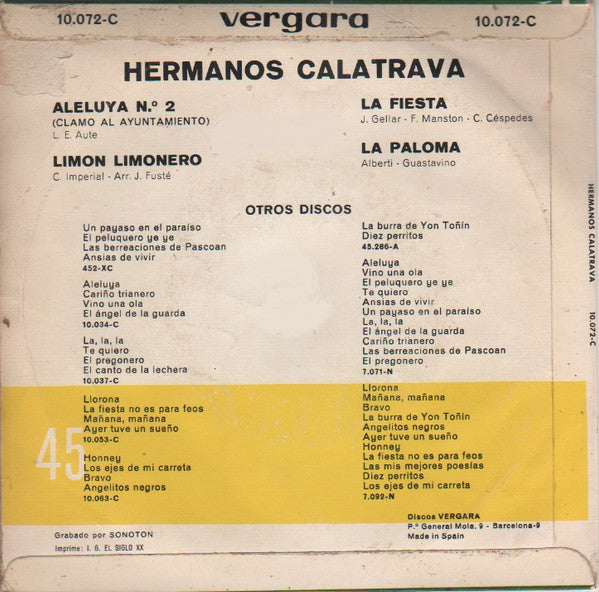 10.072-C
vergara
10.072-C
HERMANOS CALATRAVA
ALELUYA N.º 2
(CLAMO AL AYUNTAMIENTO)
L. E. Aute
LIMON LIMONERO
C. Imperial - Arr. J. Fusté
LA FIESTA
J. Gellar - F. Manston - C. Céspedes
LA PALOMA
Alberti - Guastavino
OTROS DISCOS
Un payaso en el paraíso
El peluquero ye ye
Las berreaciones de Pascoan
Ansias de vivir
452-XC
Aleluya
Cariño trianero
Vino una ola
El ángel de la guarda
10.034-C
La, la, la
Te quiero
El pregonero
El canto de la lechera
10.037-C
Llorona
La fiesta no es para feos
Mañana, mañana
Ayer tuve un sueño
10.053-C
Honney
Los ejes de mi carreta
Bravo
Angelitos negros
10.063-C
La burra de Yon Toñín
Diez perritos
45.286-A
Aleluya
Vino una ola
El peluquero ye ye
Te quiero
Ansias de vivir
Un payaso en el paraíso
La, la, la
El ángel de la guarda
Cariño trianero
Las berreaciones de Pascoan
El pregonero
7.071-N
Llorona
Mañana, mañana
Bravo
La burra de Yon Toñín
Angelitos negros
Ayer tuve un sueño
Honney
La fiesta no es para feos
Las mis mejores poesías
Diez perritos
Los ejes de mi carreta
7.092-N
45
Grabado por SONOTON
Imprime: I. G. EL SIGLO XX
Discos VERGARA
P.º General Mola, 9 - Barcelona-9
Made in Spain
HERMANOS CALATRAVA
10.072-C